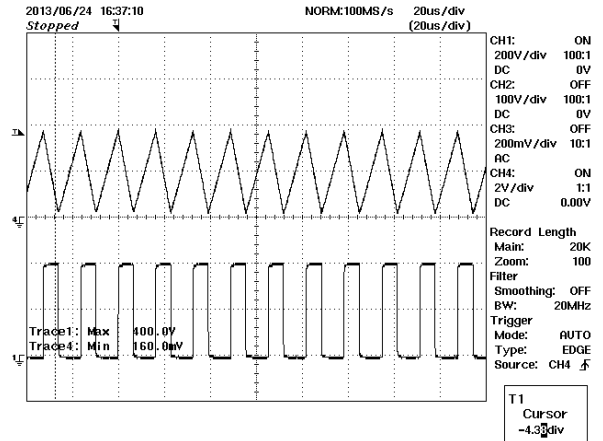 2013/06/24 16:37:10 NORM:100MS/s 20us/div
Stopped (20us/div)
CH1: ON
200V/div 100:1
DC 0V
CH2: OFF
100V/div 100:1
DC 0V
CH3: OFF
200mV/div 10:1
AC
CH4: ON
2V/div 1:1
DC 0.00V
Record Length
Main: 20K
Zoom: 100
Filter
Smoothing: OFF
BW: 20MHz
Trigger
Mode: AUTO
Type: EDGE
Source: CH4
Trace1: Max 400.0V
Trace4: Min 160.0mV
T1
Cursor